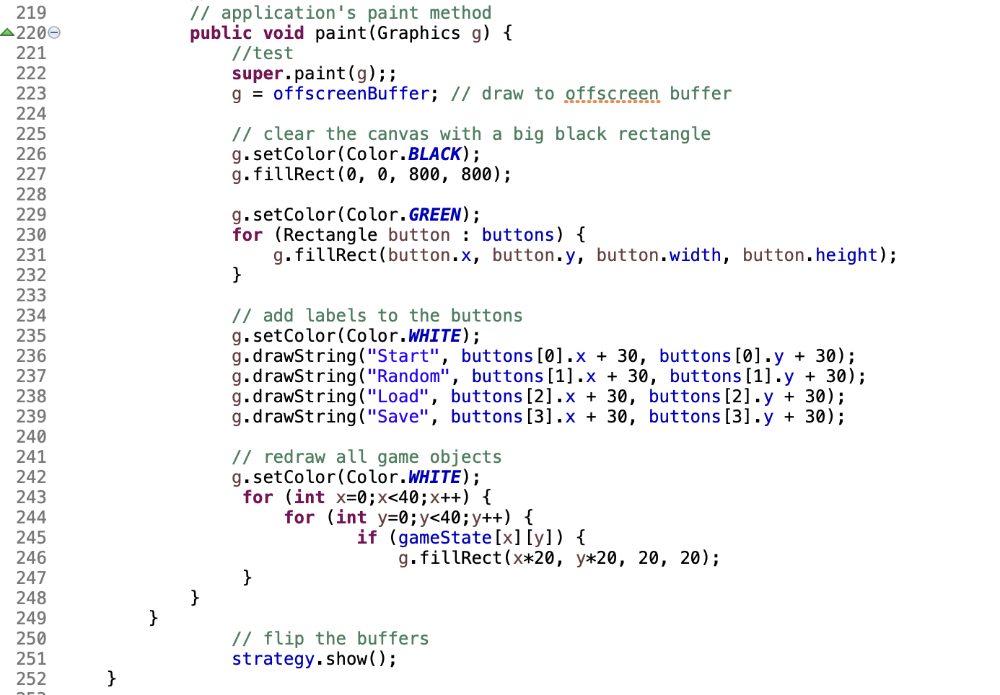 219 // application's paint method
220 public void paint(Graphics g) {
221 //test
222 super.paint(g);;
223 g = offscreenBuffer; // draw to offscreen buffer
224
225 // clear the canvas with a big black rectangle
226 g.setColor(Color.BLACK);
227 g.fillRect(0, 0, 800, 800);
228
229 g.setColor(Color.GREEN);
230 for (Rectangle button : buttons) {
231 g.fillRect(button.x, button.y, button.width, button.height);
232 }
233
234 // add labels to the buttons
235 g.setColor(Color.WHITE);
236 g.drawString("Start", buttons[0].x + 30, buttons[0].y + 30);
237 g.drawString("Random", buttons[1].x + 30, buttons[1].y + 30);
238 g.drawString("Load", buttons[2].x + 30, buttons[2].y + 30);
239 g.drawString("Save", buttons[3].x + 30, buttons[3].y + 30);
240
241 // redraw all game objects
242 g.setColor(Color.WHITE);
243 for (int x=0;x<40;x++) {
244 for (int y=0;y<40;y++) {
245 if (gameState[x][y]) {
246 g.fillRect(x*20, y*20, 20, 20);
247 }
248 }
249 }
250 // flip the buffers
251 strategy.show();
252 }